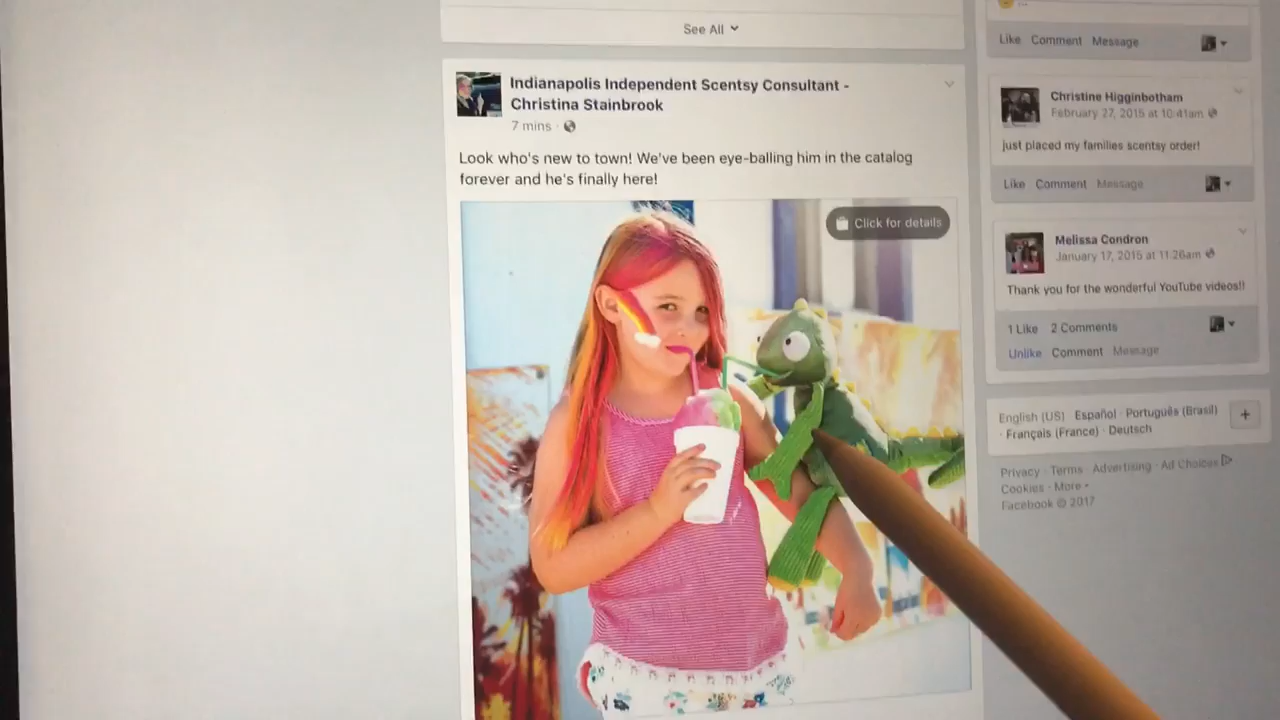 See All
Indianapolis Independent Scentsy Consultant -
Christina Stainbrook
7 mins ·
Look who's new to town! We've been eye-balling him in the catalog
forever and he's finally here!
Click for details
Like Comment Message
Christine Higginbotham
February 27, 2015 at 10:41am
just placed my families scentsy order!
Like Comment Message
Melissa Condron
January 17, 2015 at 11:26am
Thank you for the wonderful YouTube videos!!
1 Like 2 Comments
Unlike Comment Message
English (US) · Español · Português (Brasil)
· Français (France) · Deutsch
+
Privacy · Terms · Advertising · Ad Choices
Cookies · More
Facebook © 2017